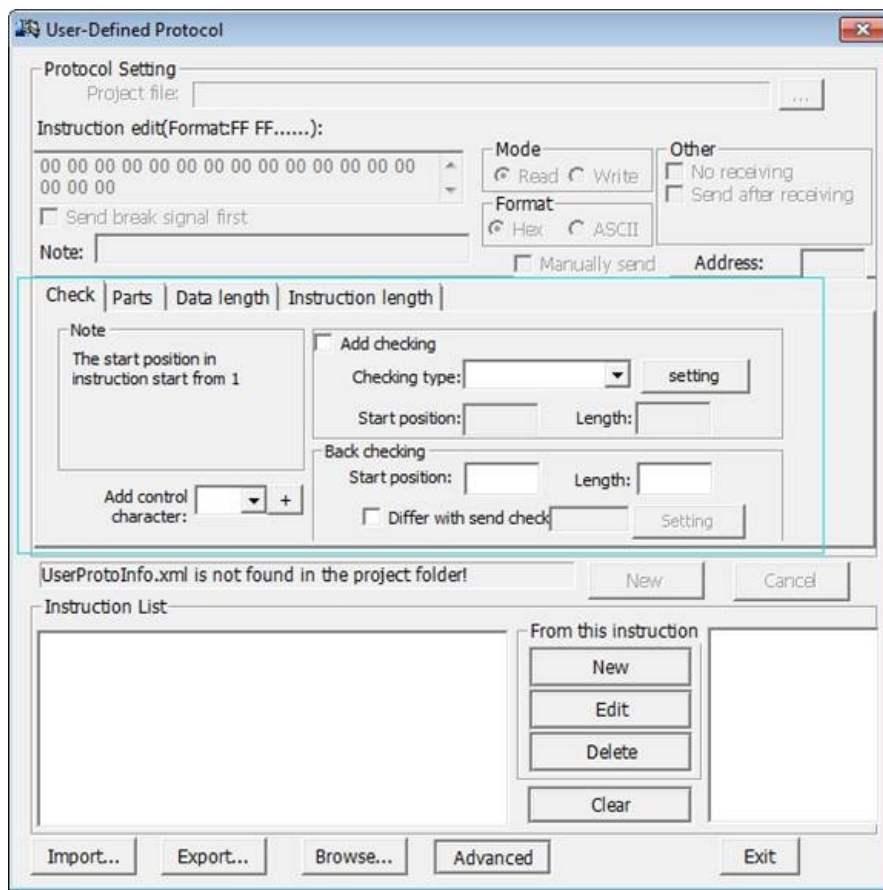 User-Defined Protocol
Protocol Setting
Project file:
...
Instruction edit(Format:FF FF......):
00 00 00 00 00 00 00 00 00 00 00 00 00
00 00 00
Mode
Read Write
Other
No receiving
Send after receiving
Send break signal first
Format
Hex ASCII
Note:
Manually send
Address:
Check Parts Data length Instruction length
Note
The start position in
instruction start from 1
Add checking
Checking type:
setting
Start position:
Length:
Back checking
Start position:
Length:
Add control
character:
+
Differ with send check
Setting
UserProtoInfo.xml is not found in the project folder!
New
Cancel
Instruction List
From this instruction
New
Edit
Delete
Clear
Import...
Export...
Browse...
Advanced
Exit